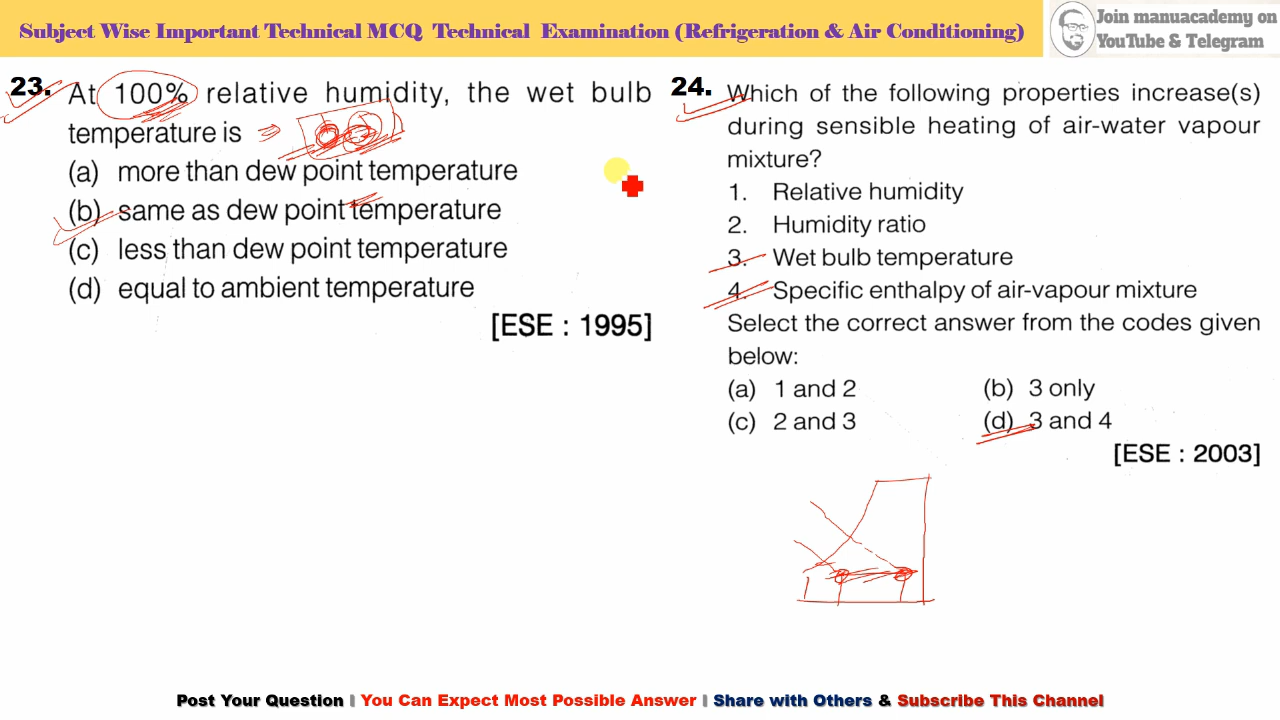 Subject Wise Important Technical MCQ Technical Examination (Refrigeration & Air Conditioning)
Join manuacademy on
YouTube & Telegram
23. At 100% relative humidity, the wet bulb
temperature is
(a) more than dew point temperature
(b) same as dew point temperature
(c) less than dew point temperature
(d) equal to ambient temperature
[ESE : 1995]
24. Which of the following properties increase(s)
during sensible heating of air-water vapour
mixture?
1. Relative humidity
2. Humidity ratio
3. Wet bulb temperature
4. Specific enthalpy of air-vapour mixture
Select the correct answer from the codes given
below:
(a) 1 and 2 (b) 3 only
(c) 2 and 3 (d) 3 and 4
[ESE : 2003]
Post Your Question | You Can Expect Most Possible Answer | Share with Others & Subscribe This Channel